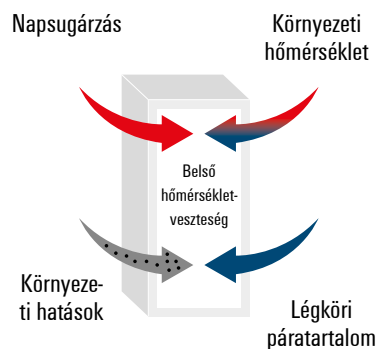 Napsugárzás
Környezeti
hőmérséklet
Belső
hőmérséklet-
veszteség
Környeze-
ti hatások
Légköri
páratartalom